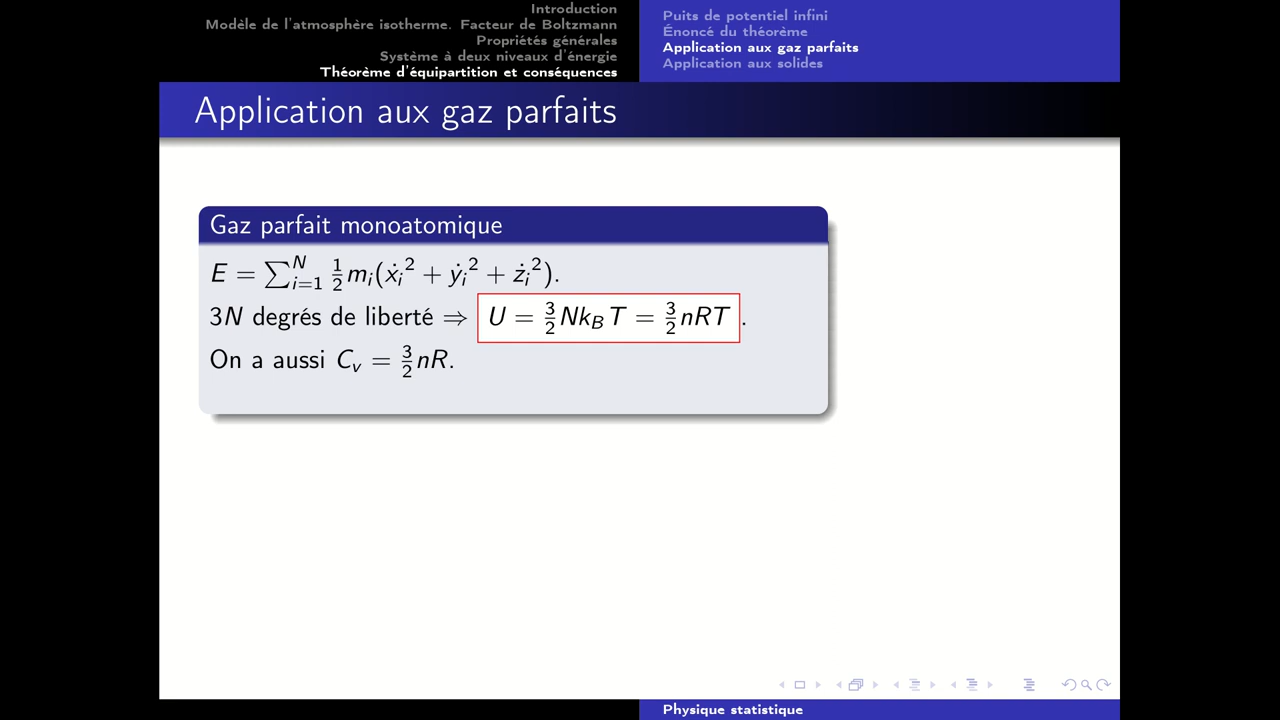 Introduction
Modèle de l'atmosphère isotherme. Facteur de Boltzmann
Propriétés générales
Système à deux niveaux d'énergie
Théorème d'équipartition et conséquences
Puits de potentiel infini
Énoncé du théorème
Application aux gaz parfaits
Application aux solides
Application aux gaz parfaits
Gaz parfait monoatomique
E = ∑_{i=1}^{N} ½ m_i(ẋ_i² + ẏ_i² + ż_i²).
3N degrés de liberté ⇒ U = 3/2 Nk_B T = 3/2 nRT.
On a aussi C_v = 3/2 nR.
Physique statistique